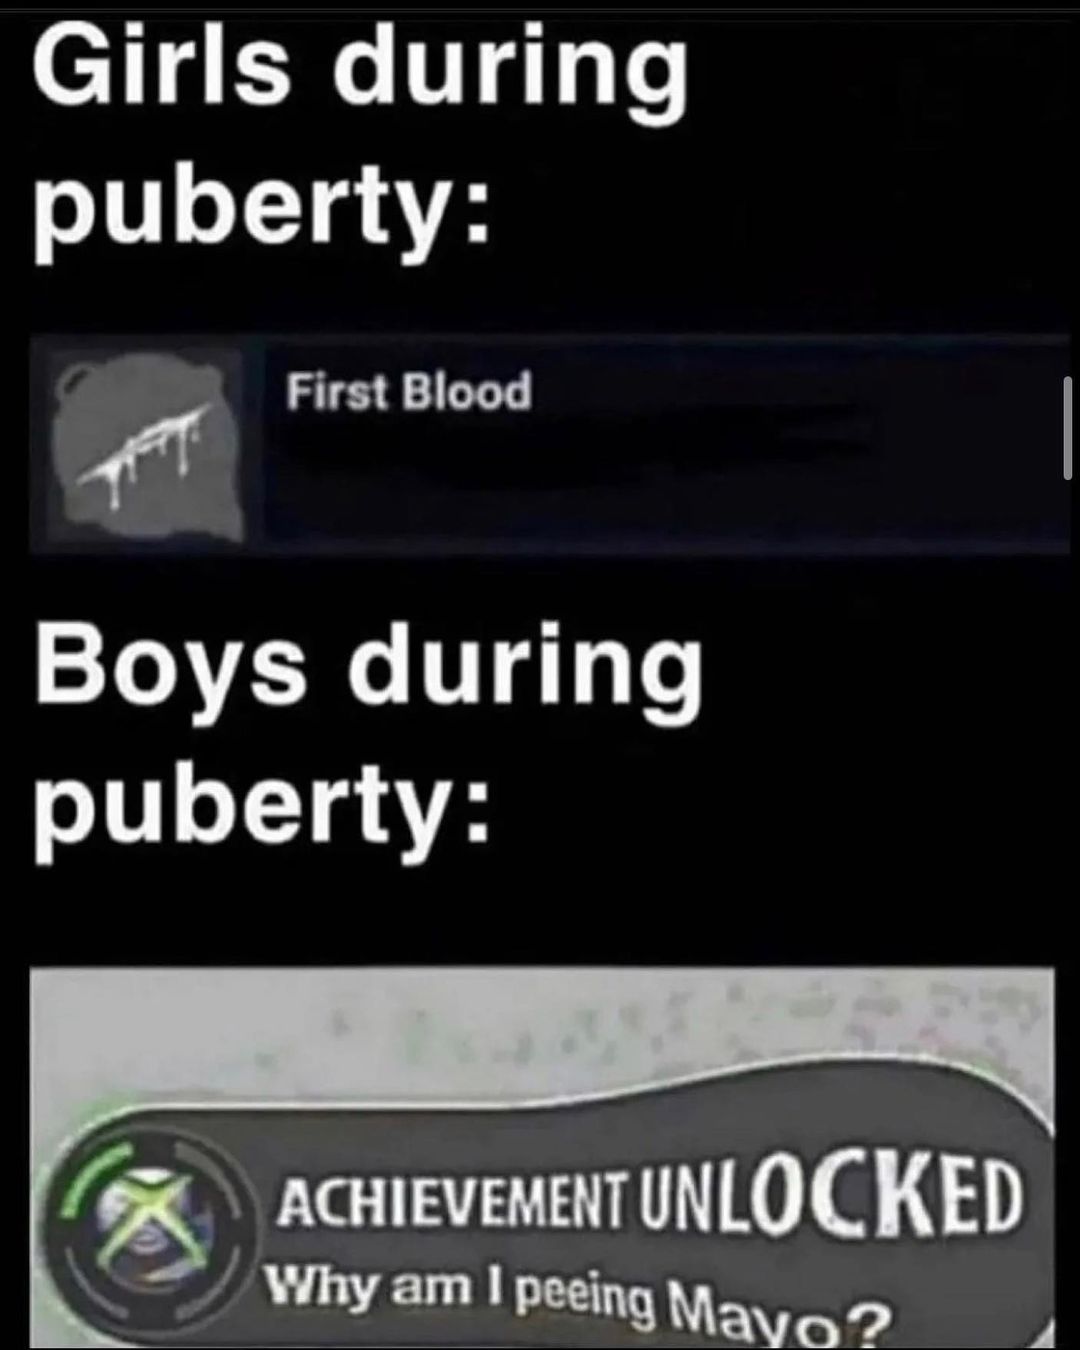 Girls during
puberty:
First Blood
Boys during
puberty:
ACHIEVEMENT UNLOCKED
Why am I peeing Mayo?